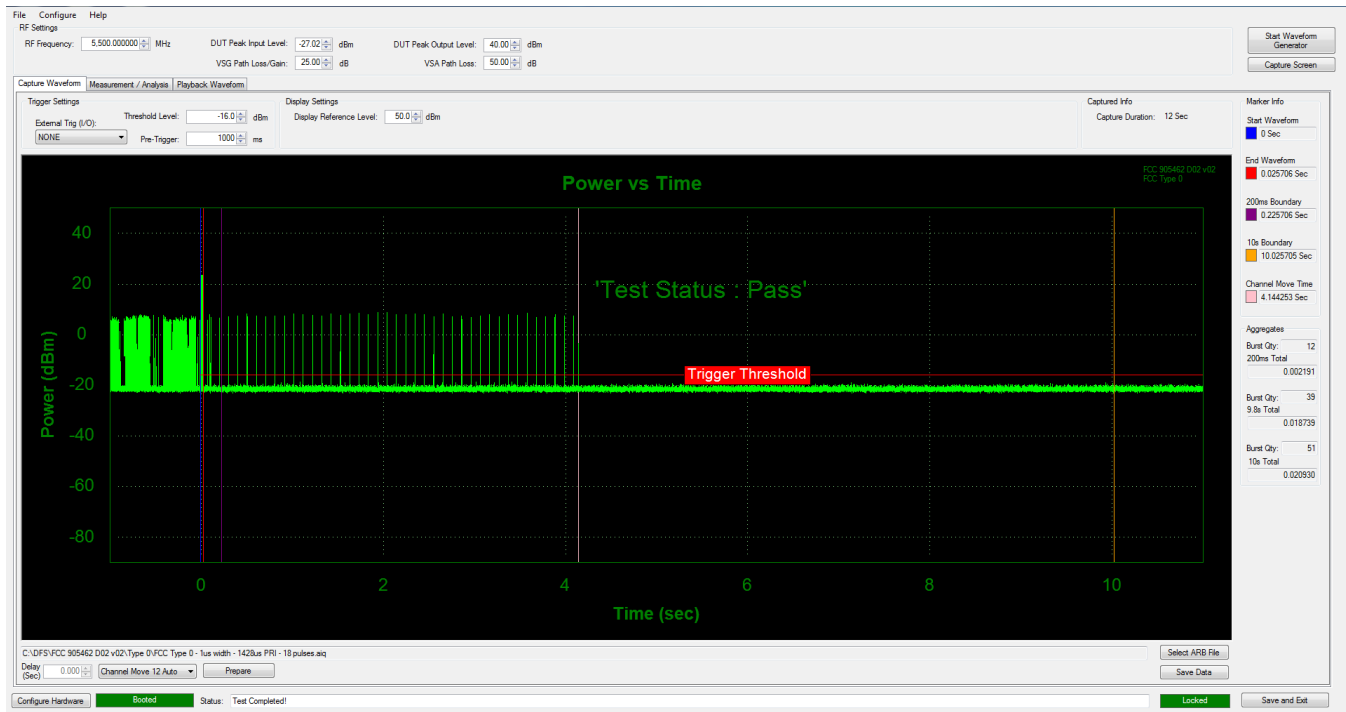 File Configure Help
RF Settings
RF Frequency: 5,500.000000 MHz DUT Peak Input Level: -27.02 dBm DUT Peak Output Level: 40.00 dBm
VSG Path Loss/Gain: 25.00 dB VSA Path Loss: 50.00 dB
Start Waveform Generator
Capture Screen
Capture Waveform Measurement / Analysis Playback Waveform
Trigger Settings
External Trig (I/O):
NONE
Threshold Level: -16.0 dBm
Pre-Trigger: 1000 ms
Display Settings
Display Reference Level: 50.0 dBm
Captured Info
Capture Duration: 12 Sec
Marker Info
Start Waveform
0 Sec
End Waveform
0.025706 Sec
200ms Boundary
0.225706 Sec
10s Boundary
10.025705 Sec
Channel Move Time
4.144253 Sec
Aggregates
Burst Qty: 12
200ms Total
0.002191
Burst Qty: 39
9.8s Total
0.018739
Burst Qty: 51
10s Total
0.020930
FCC 905462 D02 v02
FCC Type 0
Power vs Time
'Test Status : Pass'
Trigger Threshold
Power (dBm)
40
20
0
-20
-40
-60
-80
0 2 4 6 8 10
Time (sec)
C:\DFS\FCC 905462 D02 v02\Type 0\FCC Type 0 - 1us width - 1428us PRI - 18 pulses.aiq
Select ARB File
Delay (Sec) 0.000 Channel Move 12 Auto Prepare
Save Data
Configure Hardware Booted Status: Test Completed! Locked Save and Exit